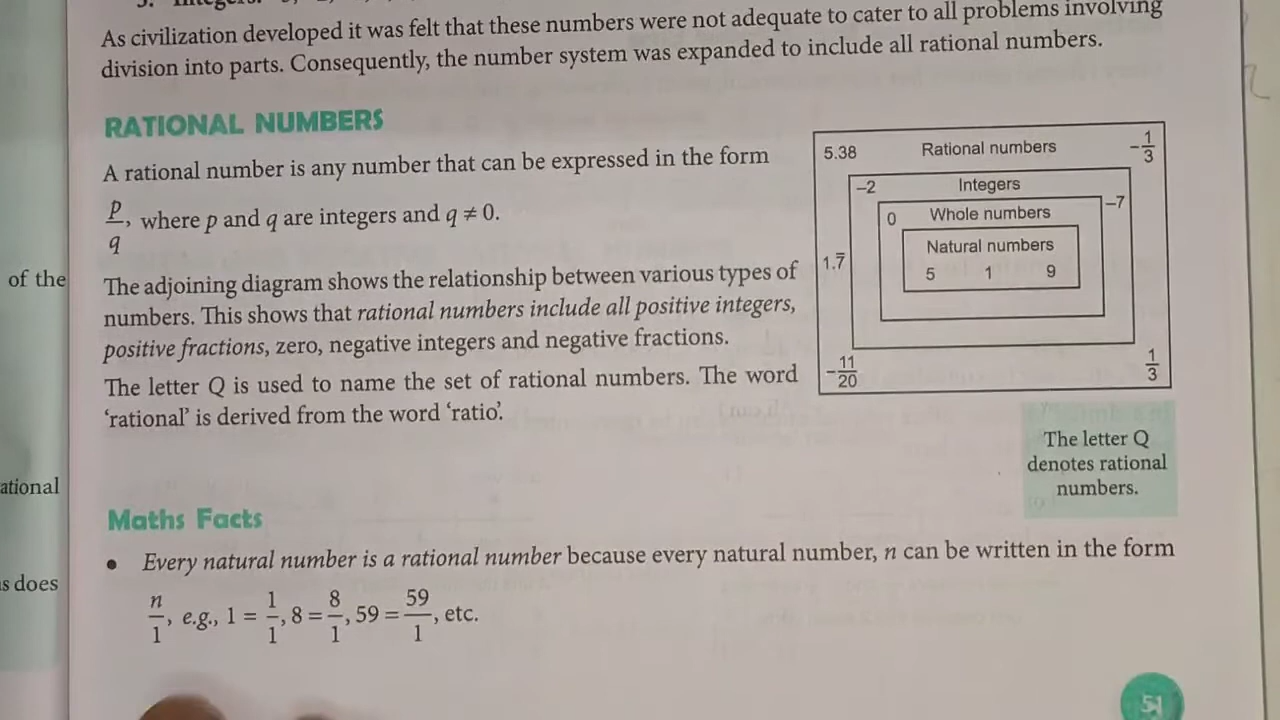 3. Integers:
As civilization developed it was felt that these numbers were not adequate to cater to all problems involving
division into parts. Consequently, the number system was expanded to include all rational numbers.
RATIONAL NUMBERS
A rational number is any number that can be expressed in the form
p/q, where p and q are integers and q ≠ 0.
The adjoining diagram shows the relationship between various types of
numbers. This shows that rational numbers include all positive integers,
positive fractions, zero, negative integers and negative fractions.
The letter Q is used to name the set of rational numbers. The word
‘rational’ is derived from the word ‘ratio’.
5.38 Rational numbers -1/3
-2 Integers
0 Whole numbers -7
Natural numbers
1.7̅ 5 1 9
-11/20 1/3
The letter Q
denotes rational
numbers.
Maths Facts
• Every natural number is a rational number because every natural number, n can be written in the form
n/1, e.g., 1 = 1/1, 8 = 8/1, 59 = 59/1, etc.
51
of the
ational
s does